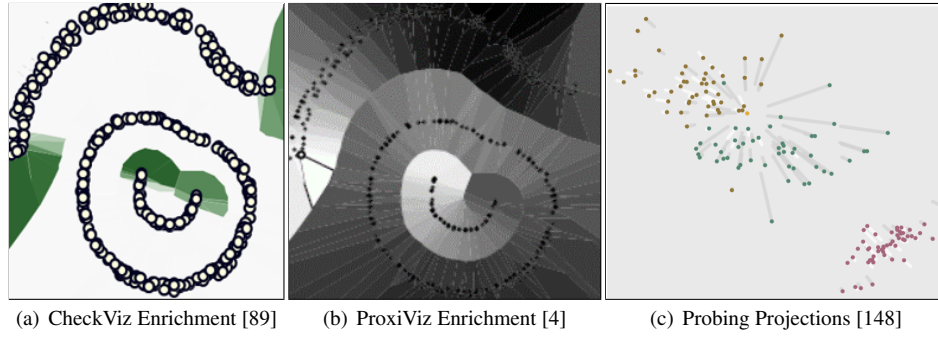 (a) CheckViz Enrichment [89]
(b) ProxiViz Enrichment [4]
(c) Probing Projections [148]